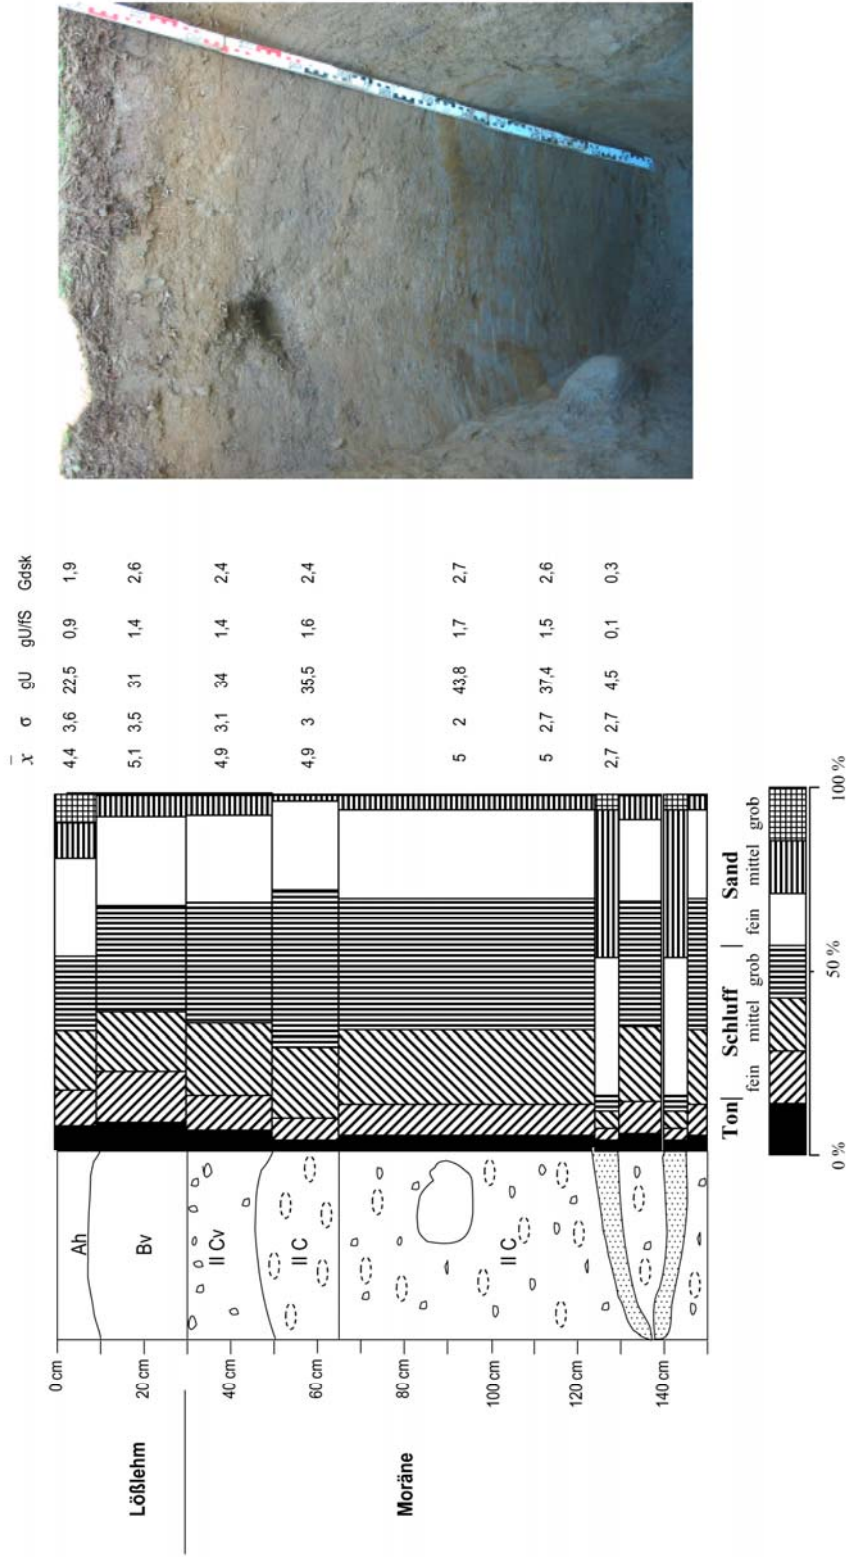 x̄ σ gU gU/fS Gdsk
0 cm Ah 4,4 3,6 22,5 0,9 1,9
20 cm Bv 5,1 3,5 31 1,4 2,6
Lößlehm
40 cm II Cv 4,9 3,1 34 1,4 2,4
60 cm II C 4,9 3 35,5 1,6 2,4
80 cm
Moräne
5 2 43,8 1,7 2,7
100 cm II C
5 2,7 37,4 1,5 2,6
120 cm
2,7 2,7 4,5 0,1 0,3
140 cm
Ton| Schluff | Sand
fein mittel grob fein mittel grob
0 % 50 % 100 %